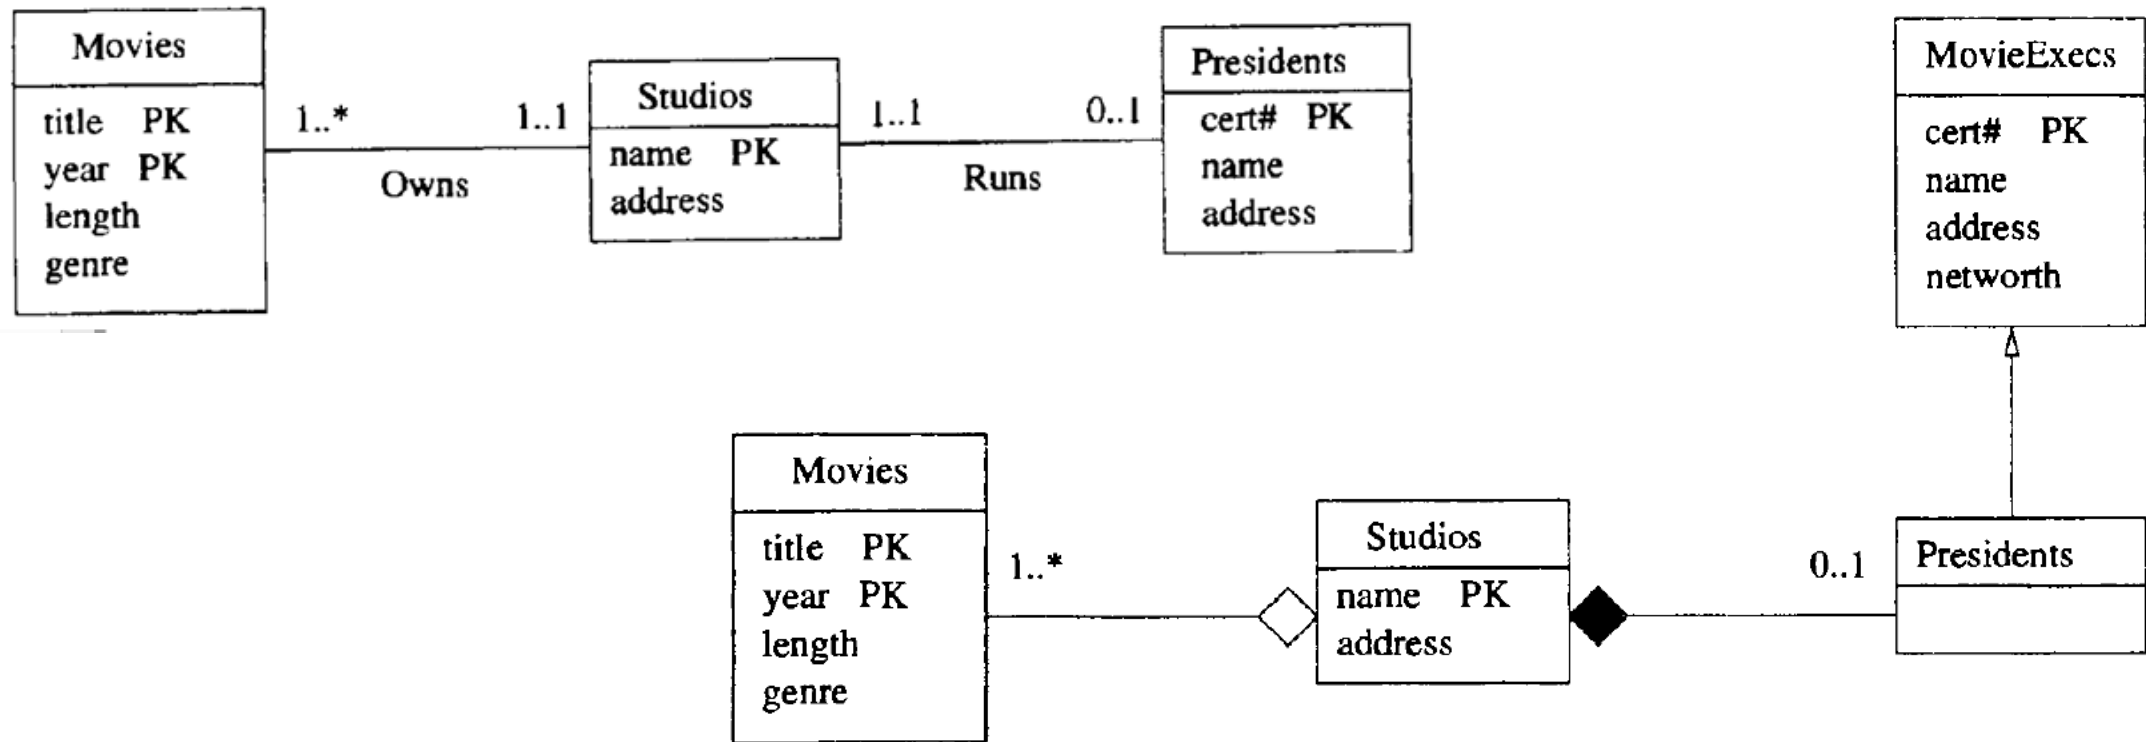 Movies
title PK
year PK
length
genre
1..*
1..1
Owns
Studios
name PK
address
1..1
0..1
Runs
Presidents
cert# PK
name
address
MovieExecs
cert# PK
name
address
networth
Movies
title PK
year PK
length
genre
1..*
Studios
name PK
address
0..1
Presidents